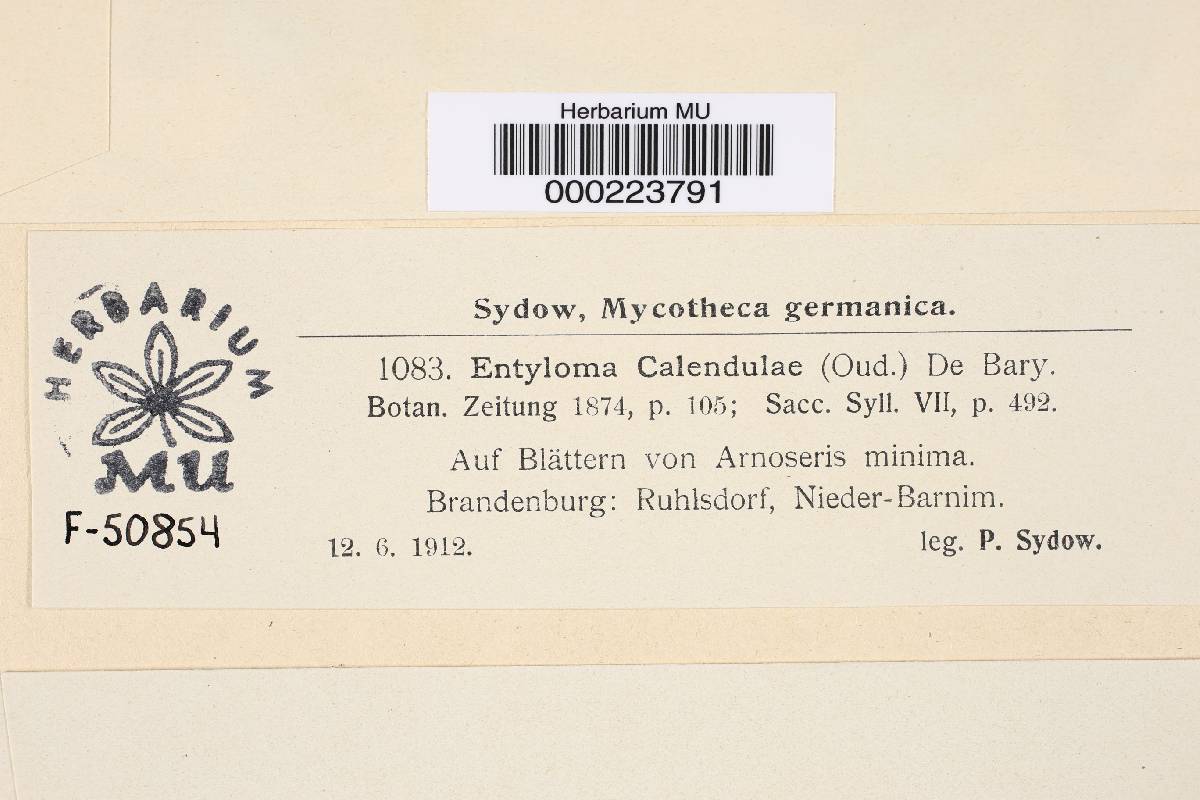 Herbarium MU
000223791
HERBARIUM
MU
F-50854
Sydow, Mycotheca germanica.
1083. Entyloma Calendulae (Oud.) De Bary.
Botan. Zeitung 1874, p. 105; Sacc. Syll. VII, p. 492.
Auf Blättern von Arnoseris minima.
Brandenburg: Ruhlsdorf, Nieder-Barnim.
12. 6. 1912. leg. P. Sydow.